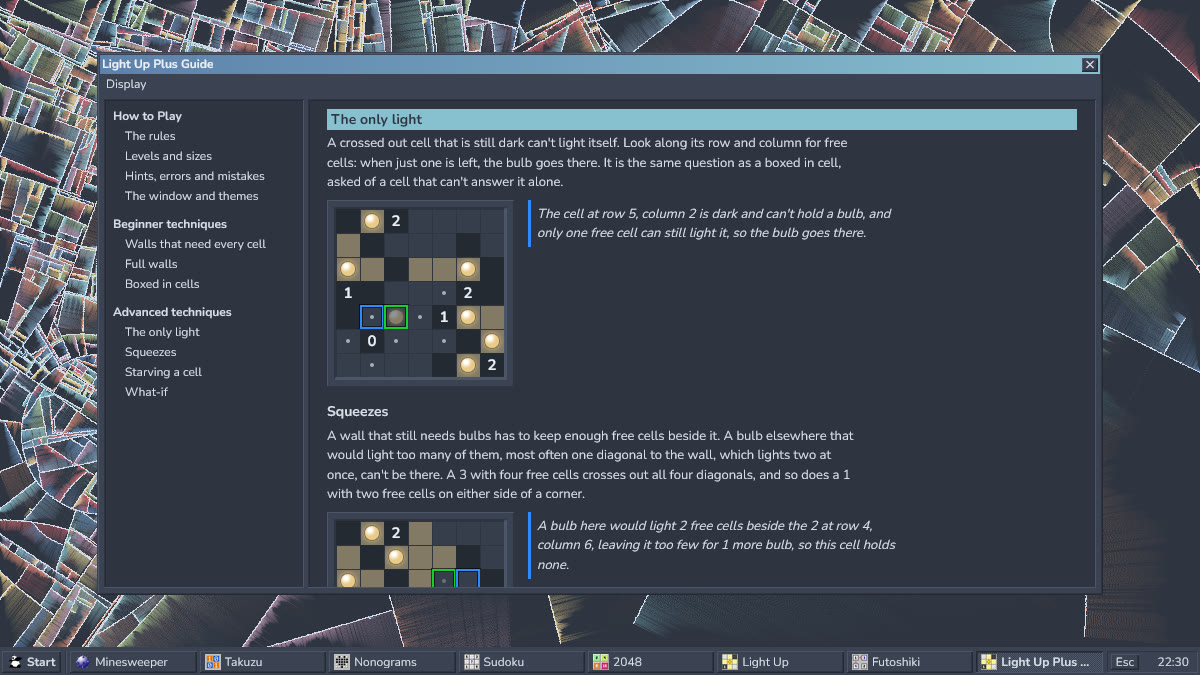 Light Up Plus Guide
Display
How to Play
The rules
Levels and sizes
Hints, errors and mistakes
The window and themes
Beginner techniques
Walls that need every cell
Full walls
Boxed in cells
Advanced techniques
The only light
Squeezes
Starving a cell
What-if
The only light
A crossed out cell that is still dark can't light itself. Look along its row and column for free
cells: when just one is left, the bulb goes there. It is the same question as a boxed in cell,
asked of a cell that can't answer it alone.
2
1 2
1
0
2
The cell at row 5, column 2 is dark and can't hold a bulb, and
only one free cell can still light it, so the bulb goes there.
Squeezes
A wall that still needs bulbs has to keep enough free cells beside it. A bulb elsewhere that
would light too many of them, most often one diagonal to the wall, which lights two at
once, can't be there. A 3 with four free cells crosses out all four diagonals, and so does a 1
with two free cells on either side of a corner.
2
A bulb here would light 2 free cells beside the 2 at row 4,
column 6, leaving it too few for 1 more bulb, so this cell holds
none.
Start
Minesweeper
Takuzu
Nonograms
Sudoku
2048
Light Up
Futoshiki
Light Up Plus ...
Esc
22:30